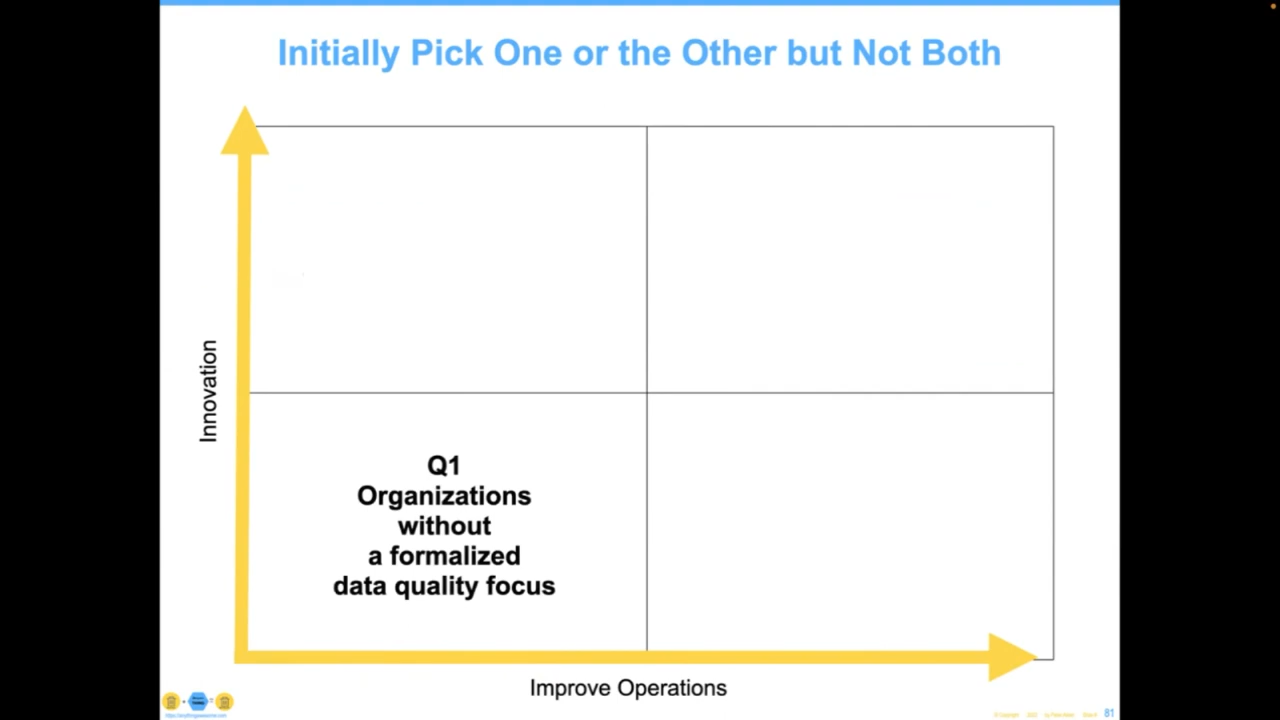 Initially Pick One or the Other but Not Both
Innovation
Q1
Organizations
without
a formalized
data quality focus
Improve Operations
81